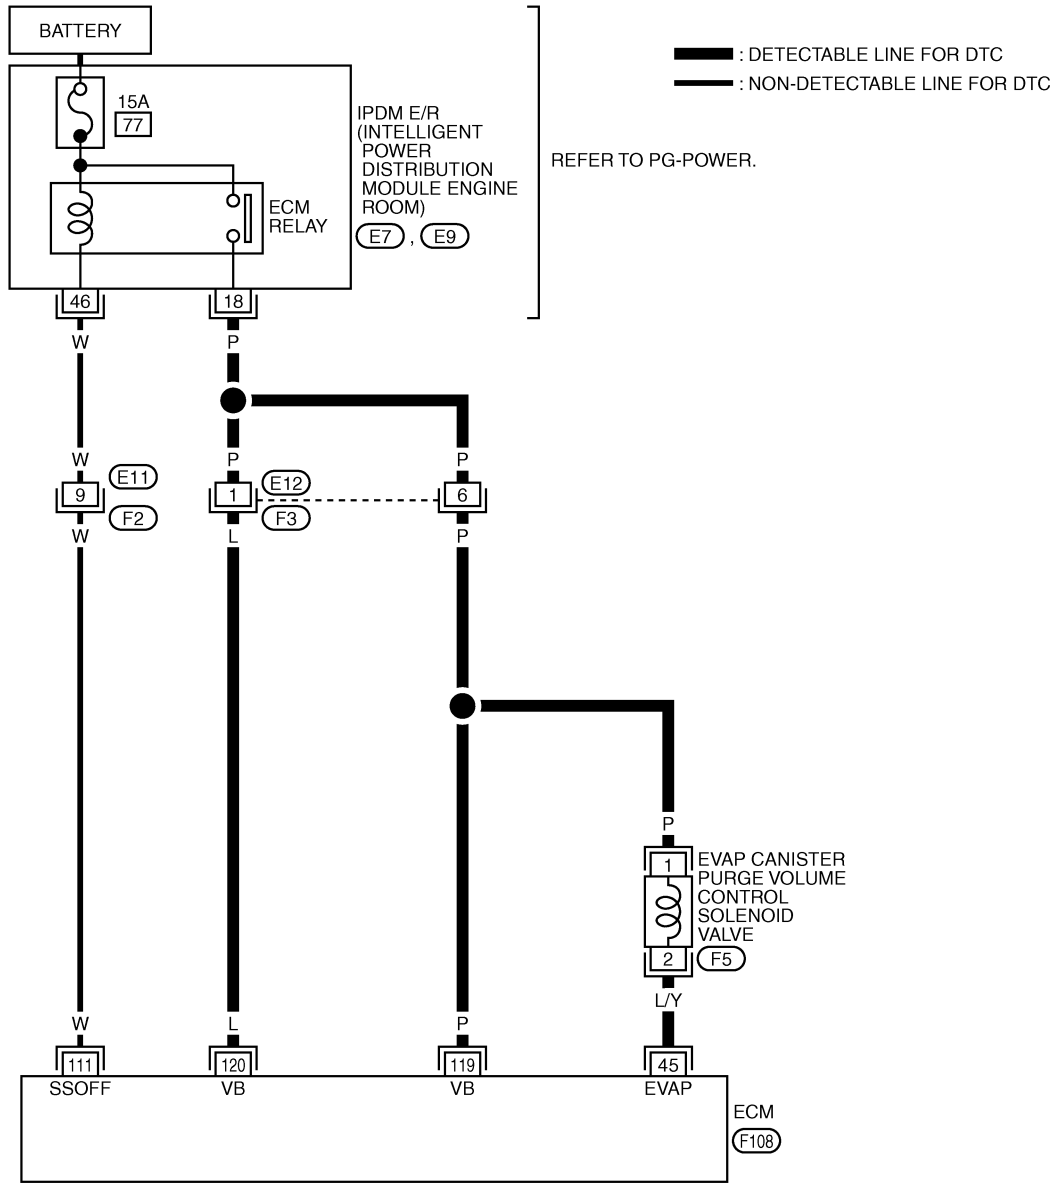 BATTERY
: DETECTABLE LINE FOR DTC
: NON-DETECTABLE LINE FOR DTC
15A
77
IPDM E/R
(INTELLIGENT
POWER
DISTRIBUTION
MODULE ENGINE
ROOM)
E7 , E9
REFER TO PG-POWER.
ECM
RELAY
46 18
W P
W P P
E11 E12
9 1 6
F2 F3
W L P
P
1
EVAP CANISTER
PURGE VOLUME
CONTROL
SOLENOID
VALVE
2 F5
L/Y
W L P
111 120 119 45
SSOFF VB VB EVAP
ECM
F108